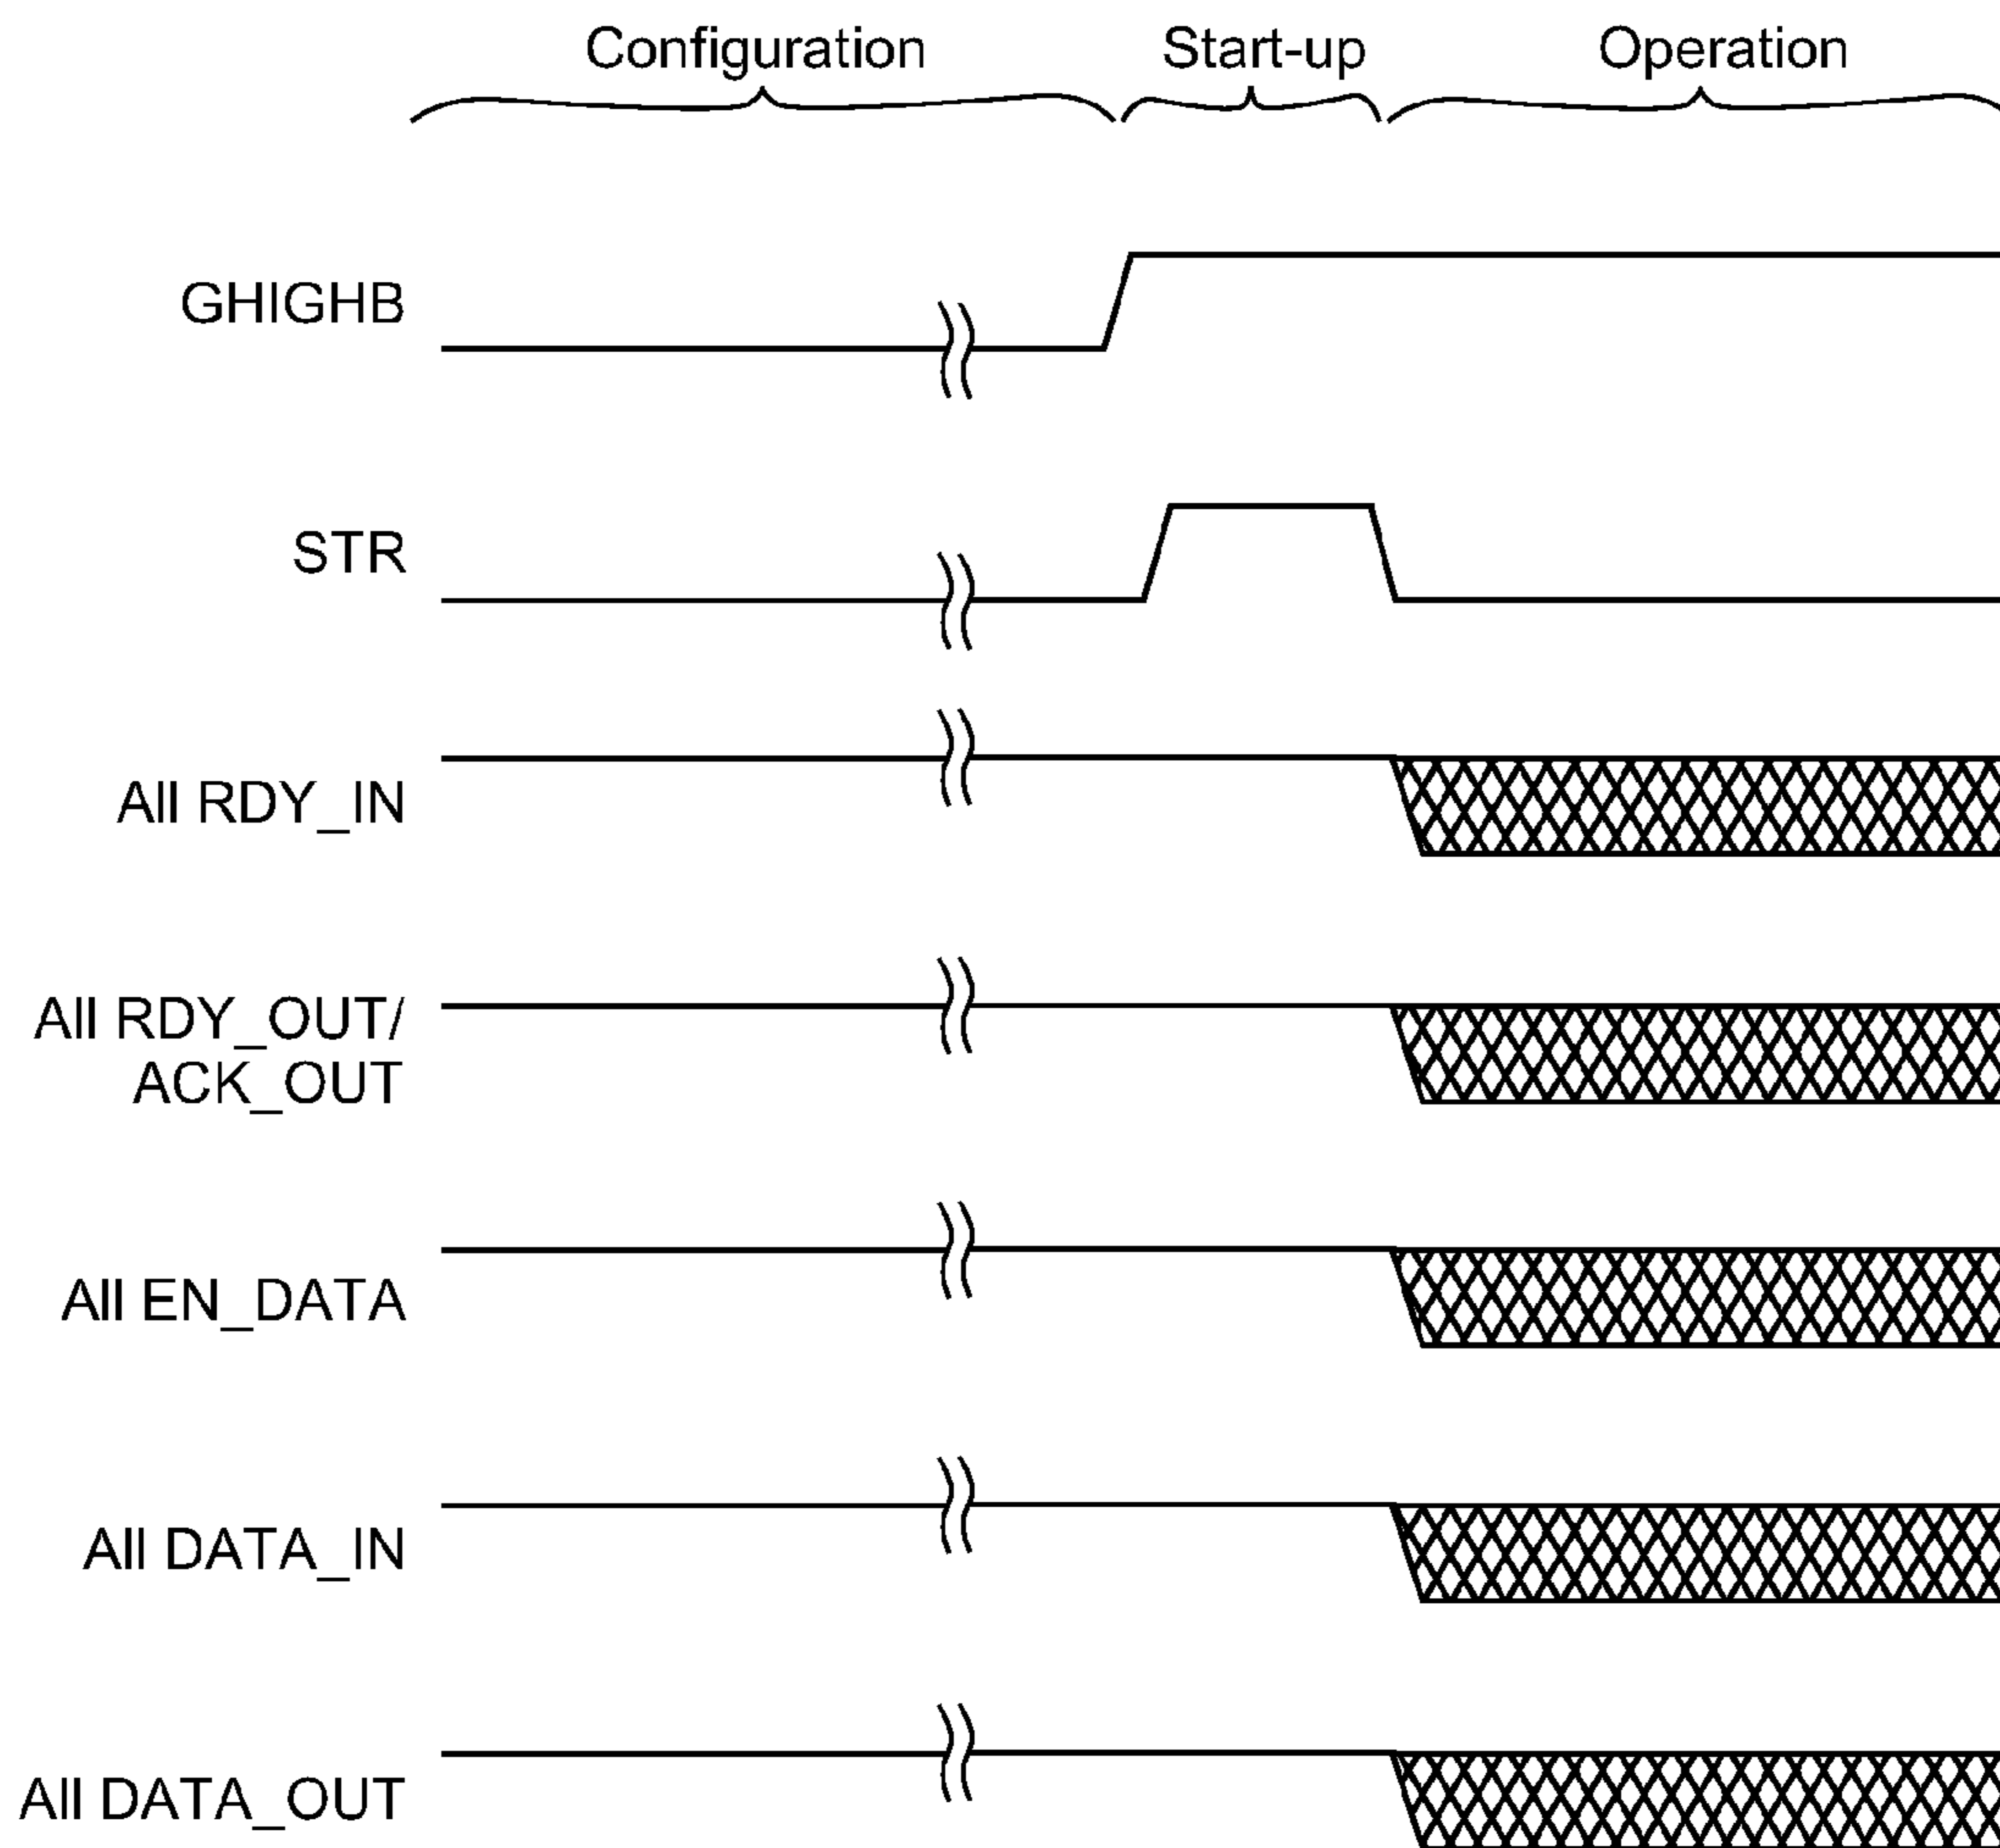 Configuration Start-up Operation
GHIGHB
STR
All RDY_IN
All RDY_OUT/
ACK_OUT
All EN_DATA
All DATA_IN
All DATA_OUT